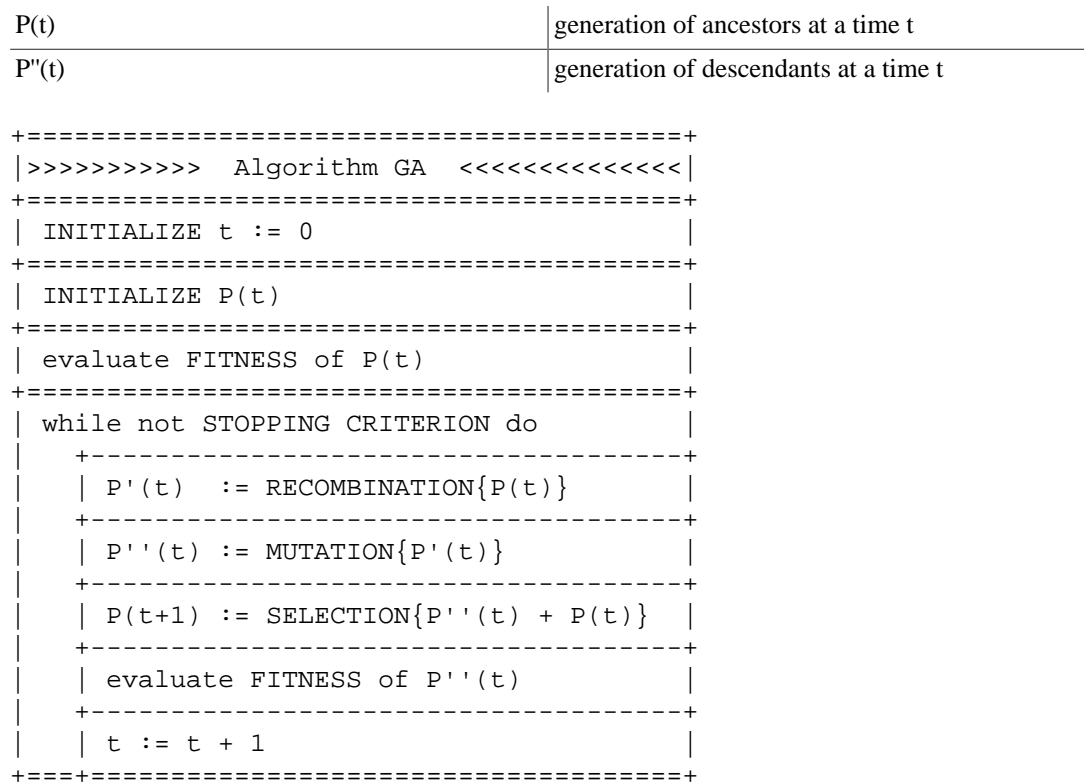 P(t) generation of ancestors at a time t
P''(t) generation of descendants at a time t
+=========================================+
|>>>>>>>>>>>  Algorithm GA  <<<<<<<<<<<<<<|
+=========================================+
| INITIALIZE t := 0                       |
+=========================================+
| INITIALIZE P(t)                         |
+=========================================+
| evaluate FITNESS of P(t)                |
+=========================================+
| while not STOPPING CRITERION do         |
|   +-------------------------------------+
|   | P'(t)  := RECOMBINATION{P(t)}       |
|   +-------------------------------------+
|   | P''(t) := MUTATION{P'(t)}           |
|   +-------------------------------------+
|   | P(t+1) := SELECTION{P''(t) + P(t)}  |
|   +-------------------------------------+
|   | evaluate FITNESS of P''(t)          |
|   +-------------------------------------+
|   | t := t + 1                          |
+===+=====================================+